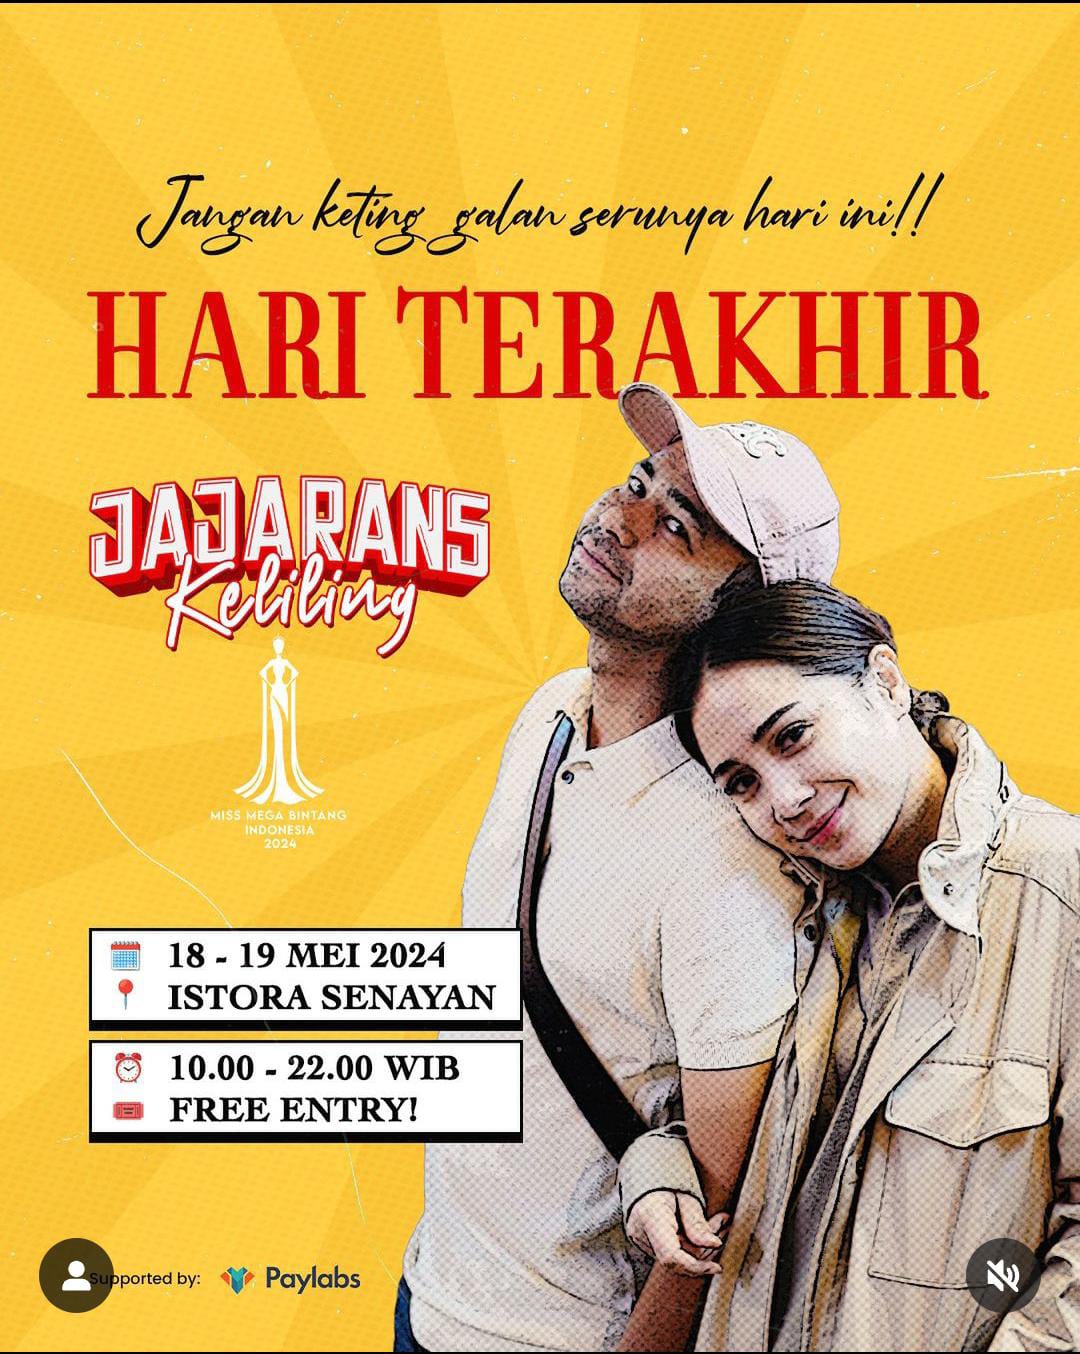 Jangan keting galan serunya hari ini!!
HARI TERAKHIR
JAJARANS
Keliling
MISS MEGA BINTANG
INDONESIA
2024
18 - 19 MEI 2024
ISTORA SENAYAN
10.00 - 22.00 WIB
FREE ENTRY!
Supported by: Paylabs